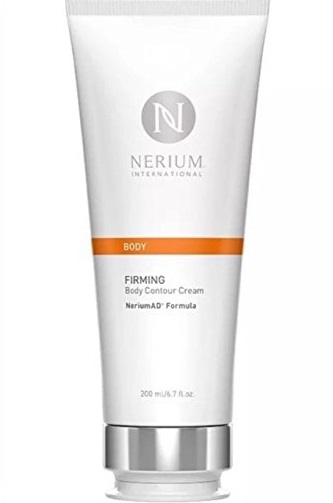 N
NERIUM
INTERNATIONAL
BODY
FIRMING
Body Contour Cream
NeriumAD® Formula
200 ml/6.7 fl.oz.